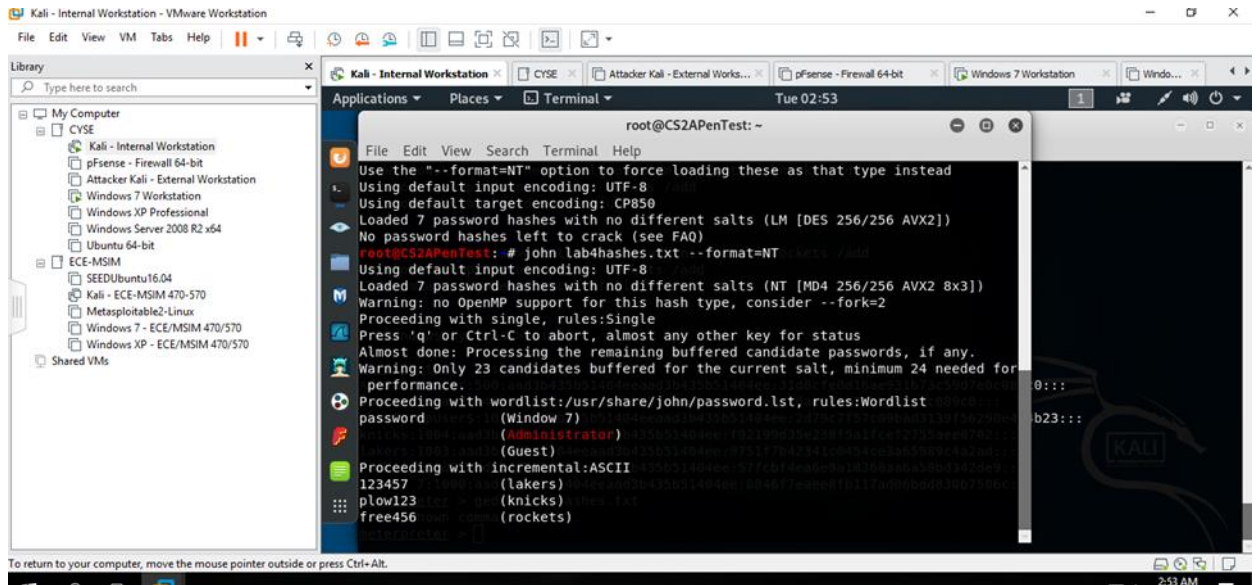 Kali - Internal Workstation - VMware Workstation
File Edit View VM Tabs Help
Library
Type here to search
My Computer
CYSE
Kali - Internal Workstation
pFsense - Firewall 64-bit
Attacker Kali - External Workstation
Windows 7 Workstation
Windows XP Professional
Windows Server 2008 R2 x64
Ubuntu 64-bit
ECE-MSIM
SEEDUbuntu16.04
Kali - ECE-MSIM 470-570
Metasploitable2-Linux
Windows 7 - ECE/MSIM 470/570
Windows XP - ECE/MSIM 470/570
Shared VMs
Kali - Internal Workstation CYSE Attacker Kali - External Works... pFsense - Firewall 64-bit Windows 7 Workstation Windo...
Applications Places Terminal Tue 02:53 1
root@CS2APenTest: ~
File Edit View Search Terminal Help
Use the "--format=NT" option to force loading these as that type instead
Using default input encoding: UTF-8
Using default target encoding: CP850
Loaded 7 password hashes with no different salts (LM [DES 256/256 AVX2])
No password hashes left to crack (see FAQ)
root@CS2APenTest:~# john lab4hashes.txt --format=NT
Using default input encoding: UTF-8
Loaded 7 password hashes with no different salts (NT [MD4 256/256 AVX2 8x3])
Warning: no OpenMP support for this hash type, consider --fork=2
Proceeding with single, rules:Single
Press 'q' or Ctrl-C to abort, almost any other key for status
Almost done: Processing the remaining buffered candidate passwords, if any.
Warning: Only 23 candidates buffered for the current salt, minimum 24 needed for
performance.
0:::
Proceeding with wordlist:/usr/share/john/password.lst, rules:Wordlist
password (Window 7)
b23:::
(Administrator)
(Guest)
Proceeding with incremental:ASCII
123457 (lakers)
plow123 (knicks)
free456 (rockets)
KALI
To return to your computer, move the mouse pointer outside or press Ctrl+Alt.
2:53 AM